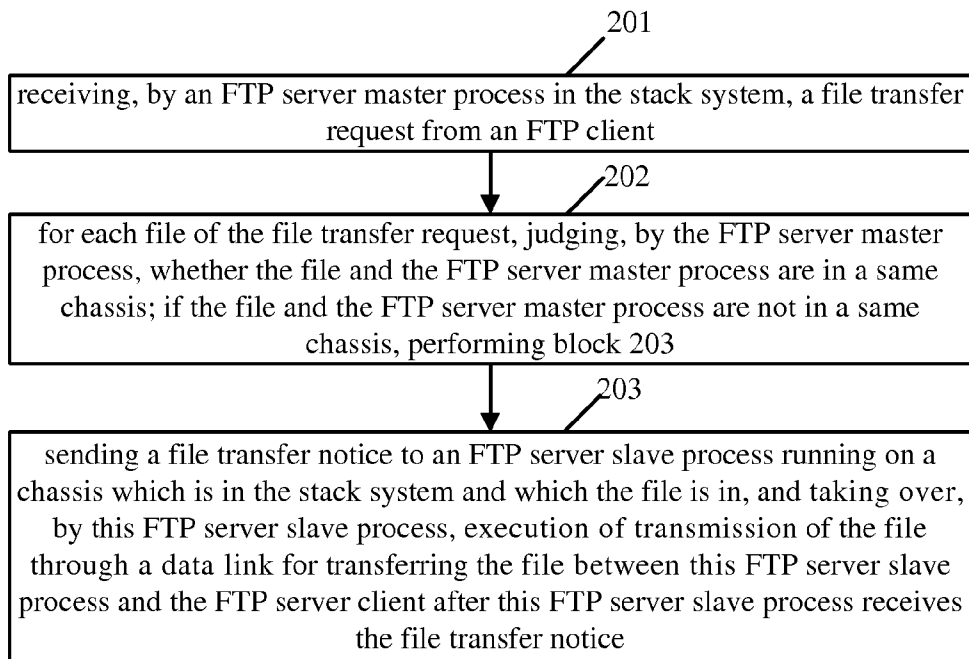 201
receiving, by an FTP server master process in the stack system, a file transfer
request from an FTP client
202
for each file of the file transfer request, judging, by the FTP server master
process, whether the file and the FTP server master process are in a same
chassis; if the file and the FTP server master process are not in a same
chassis, performing block 203
203
sending a file transfer notice to an FTP server slave process running on a
chassis which is in the stack system and which the file is in, and taking over,
by this FTP server slave process, execution of transmission of the file
through a data link for transferring the file between this FTP server slave
process and the FTP server client after this FTP server slave process receives
the file transfer notice